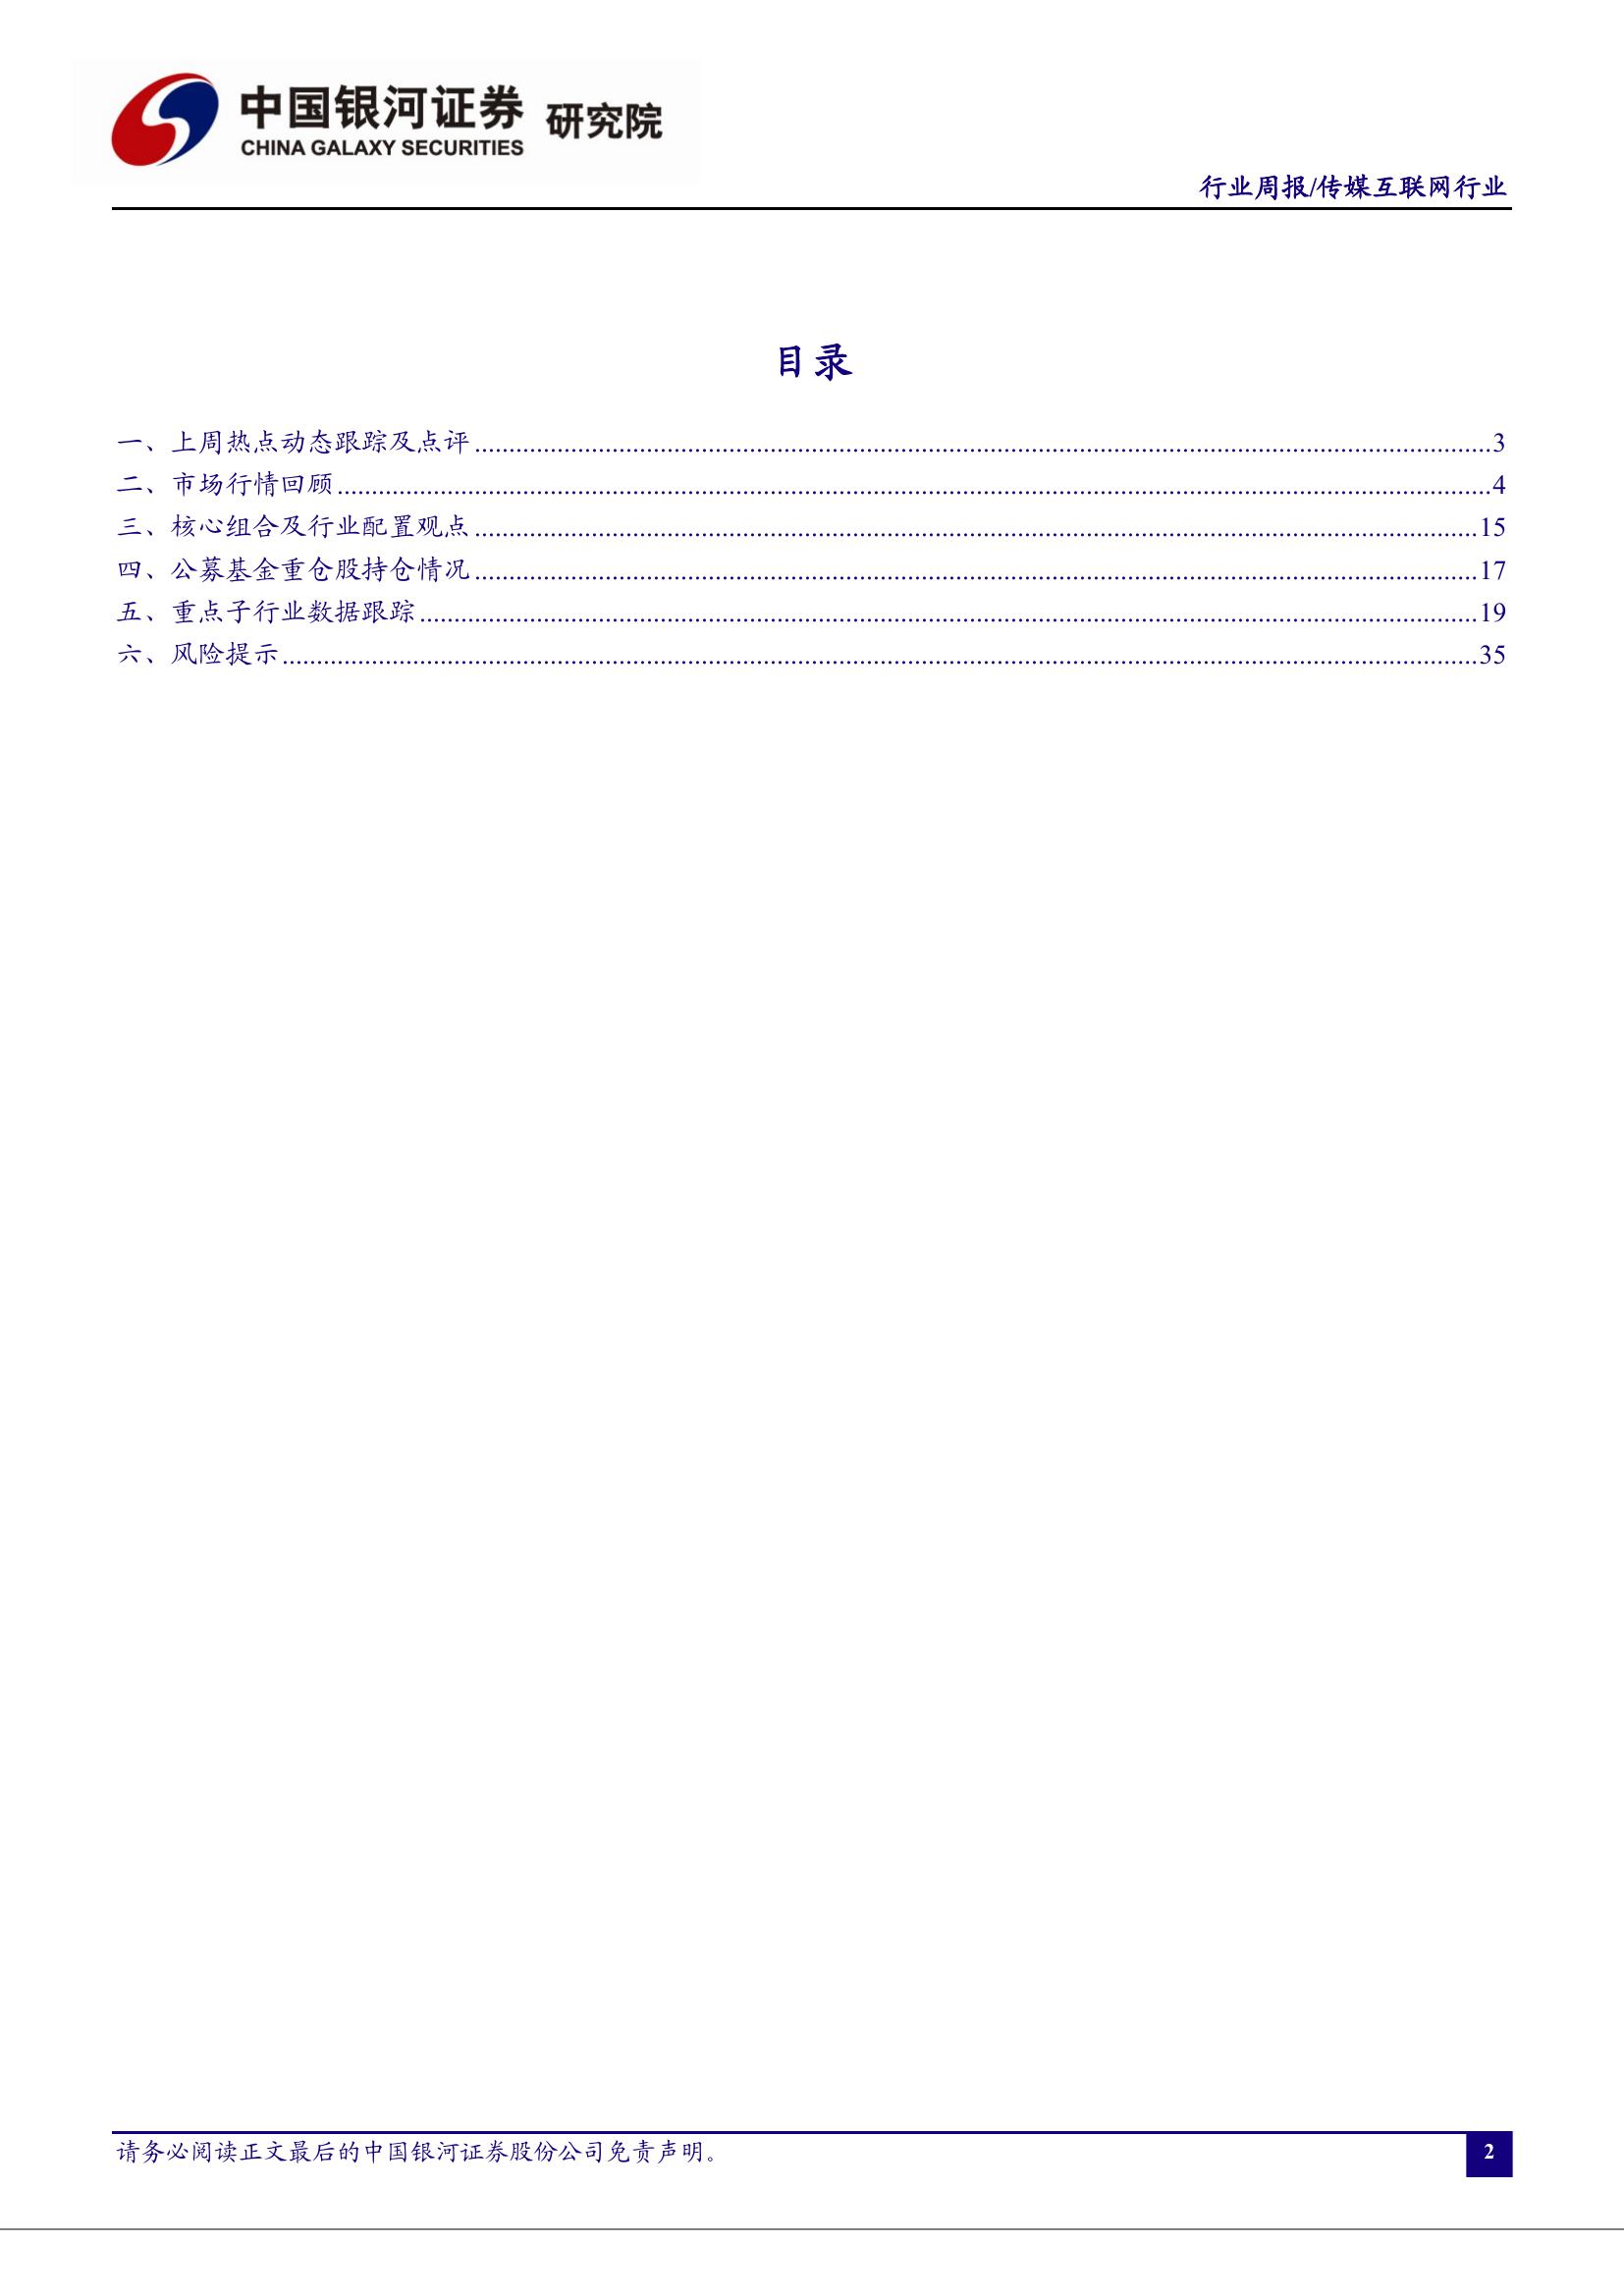 中国银河证券 研究院
CHINA GALAXY SECURITIES
行业周报/传媒互联网行业
目录
一、上周热点动态跟踪及点评........................................3
二、市场行情回顾........................................4
三、核心组合及行业配置观点........................................15
四、公募基金重仓股持仓情况........................................17
五、重点子行业数据跟踪........................................19
六、风险提示........................................35
请务必阅读正文最后的中国银河证券股份公司免责声明。
2